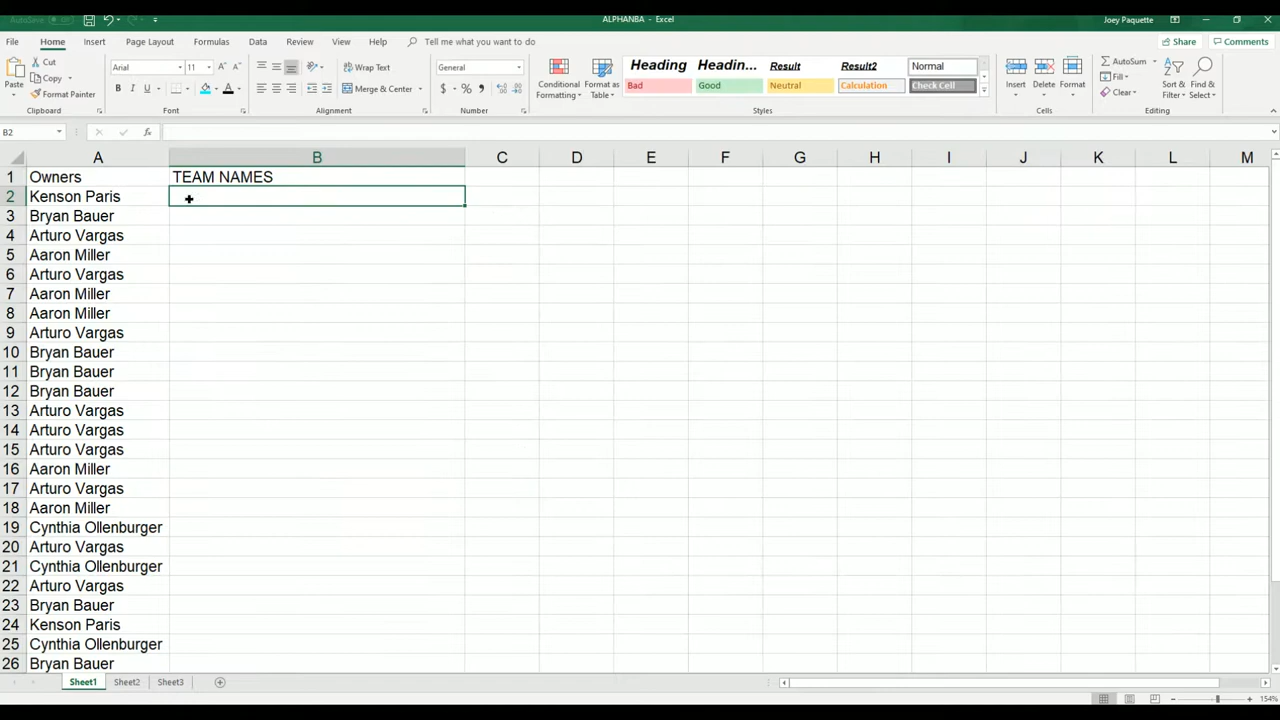 AutoSave Off ALPHANBA - Excel Joey Paquette
File Home Insert Page Layout Formulas Data Review View Help Tell me what you want to do Share Comments
Paste Cut Copy Format Painter Clipboard
Arial 11 B I U A Font
Wrap Text Merge & Center Alignment
General $ % Number
Conditional Formatting Format as Table
Heading Headin... Result Result2 Normal
Bad Good Neutral Calculation Check Cell
Styles
Insert Delete Format Cells
AutoSum Fill Clear Sort & Filter Find & Select Editing
B2 fx
A B C D E F G H I J K L M
1 Owners TEAM NAMES
2 Kenson Paris
3 Bryan Bauer
4 Arturo Vargas
5 Aaron Miller
6 Arturo Vargas
7 Aaron Miller
8 Aaron Miller
9 Arturo Vargas
10 Bryan Bauer
11 Bryan Bauer
12 Bryan Bauer
13 Arturo Vargas
14 Arturo Vargas
15 Arturo Vargas
16 Aaron Miller
17 Arturo Vargas
18 Aaron Miller
19 Cynthia Ollenburger
20 Arturo Vargas
21 Cynthia Ollenburger
22 Arturo Vargas
23 Bryan Bauer
24 Kenson Paris
25 Cynthia Ollenburger
26 Bryan Bauer
Sheet1 Sheet2 Sheet3
154%